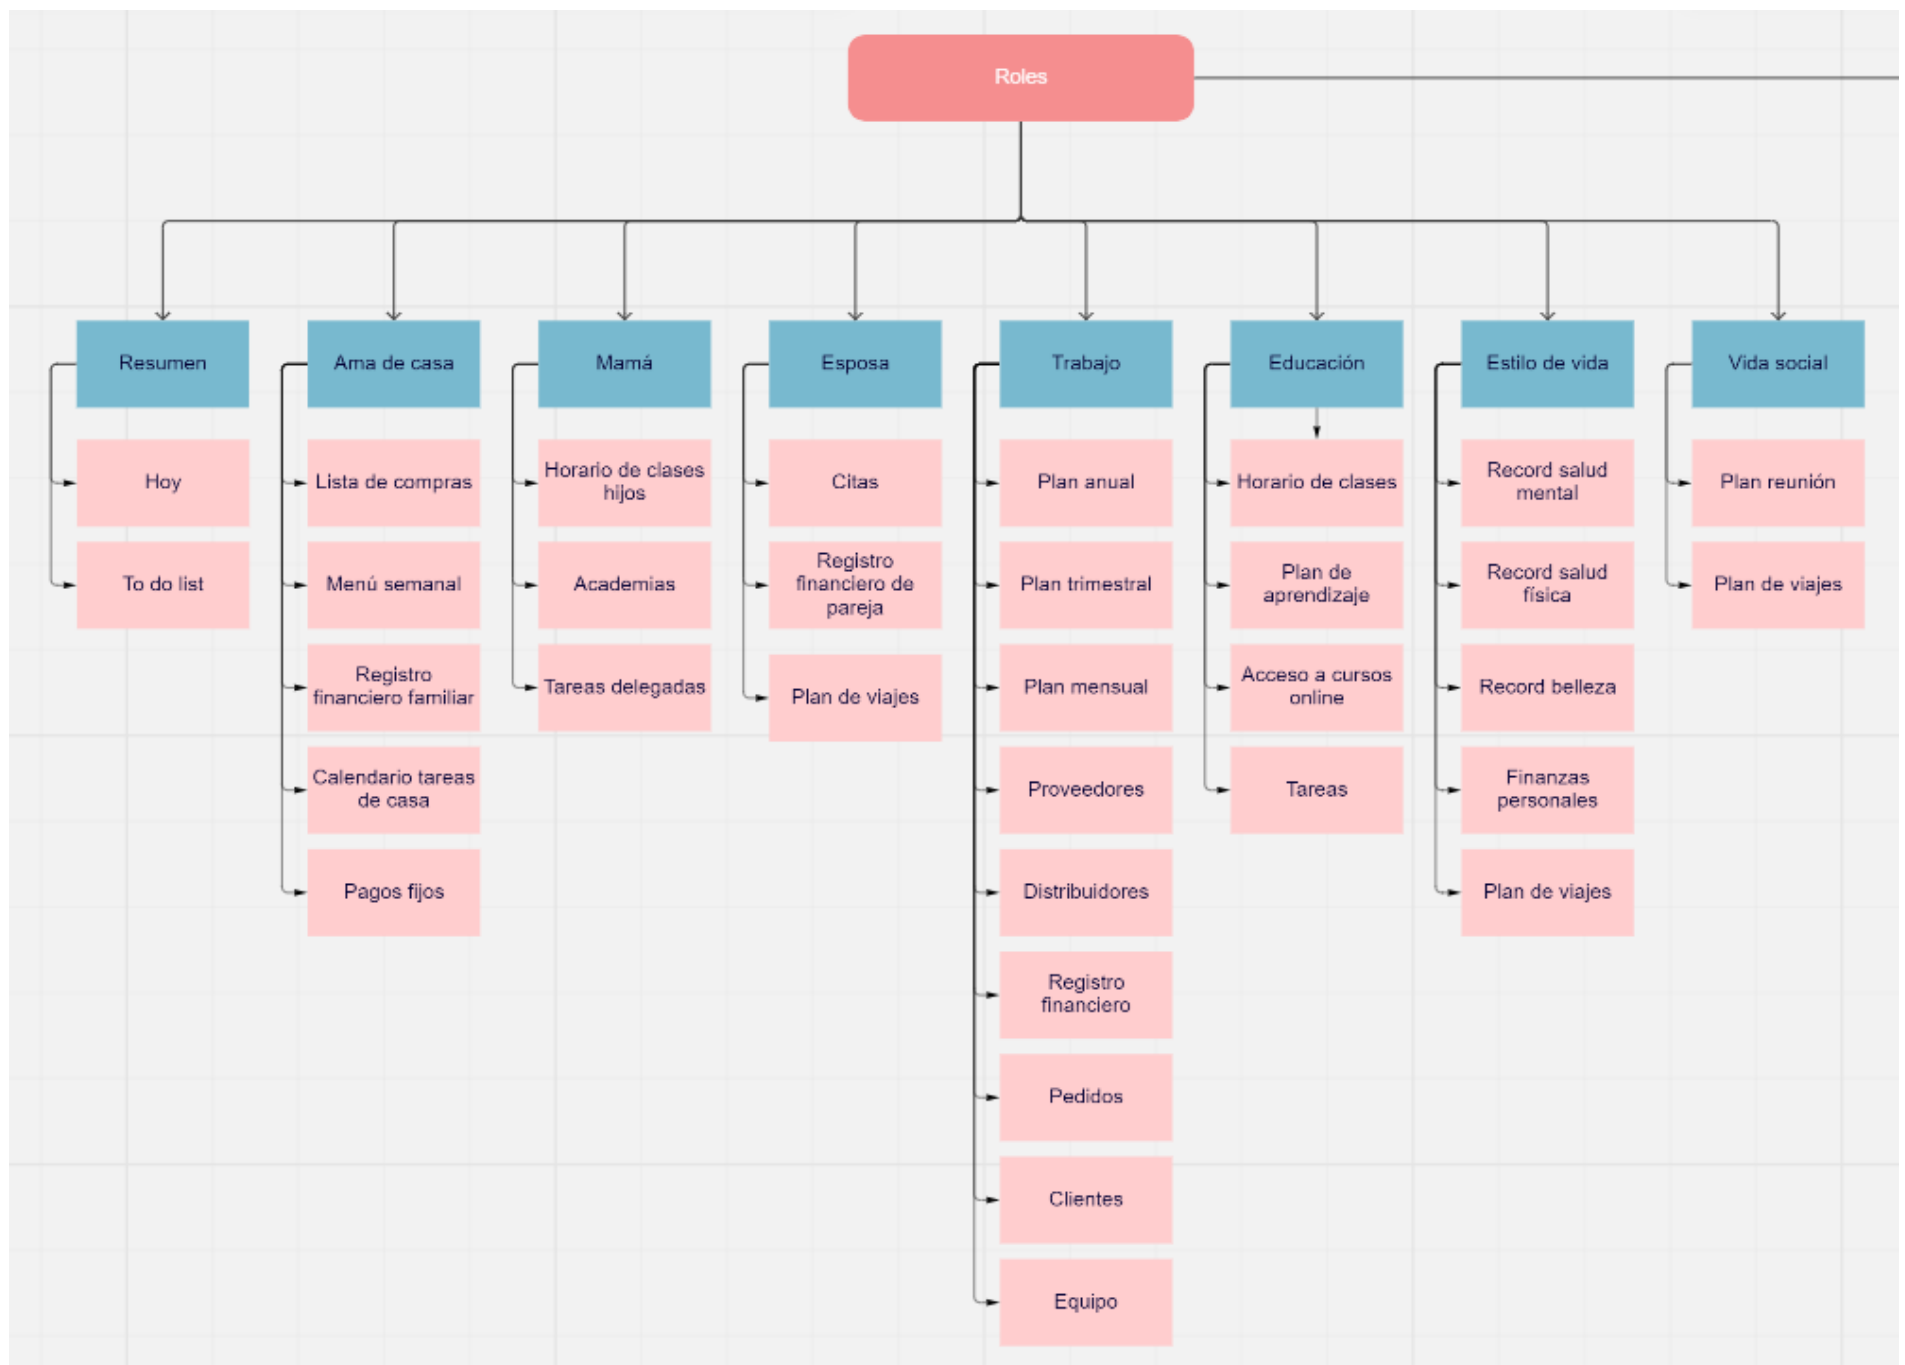 Roles
Resumen
Hoy
To do list
Ama de casa
Lista de compras
Menú semanal
Registro
financiero familiar
Calendario tareas
de casa
Pagos fijos
Mamá
Horario de clases
hijos
Academias
Tareas delegadas
Esposa
Citas
Registro
financiero de
pareja
Plan de viajes
Trabajo
Plan anual
Plan trimestral
Plan mensual
Proveedores
Distribuidores
Registro
financiero
Pedidos
Clientes
Equipo
Educación
Horario de clases
Plan de
aprendizaje
Acceso a cursos
online
Tareas
Estilo de vida
Record salud
mental
Record salud
física
Record belleza
Finanzas
personales
Plan de viajes
Vida social
Plan reunión
Plan de viajes